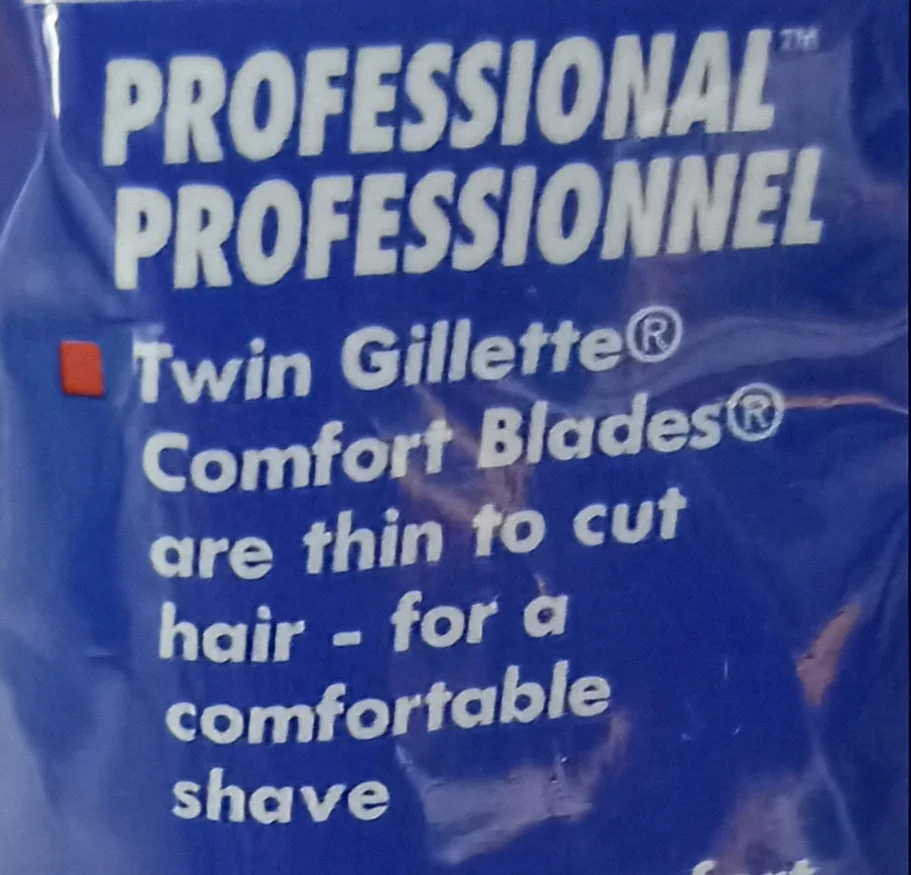 PROFESSIONAL™
PROFESSIONNEL
Twin Gillette®
Comfort Blades®
are thin to cut
hair - for a
comfortable
shave